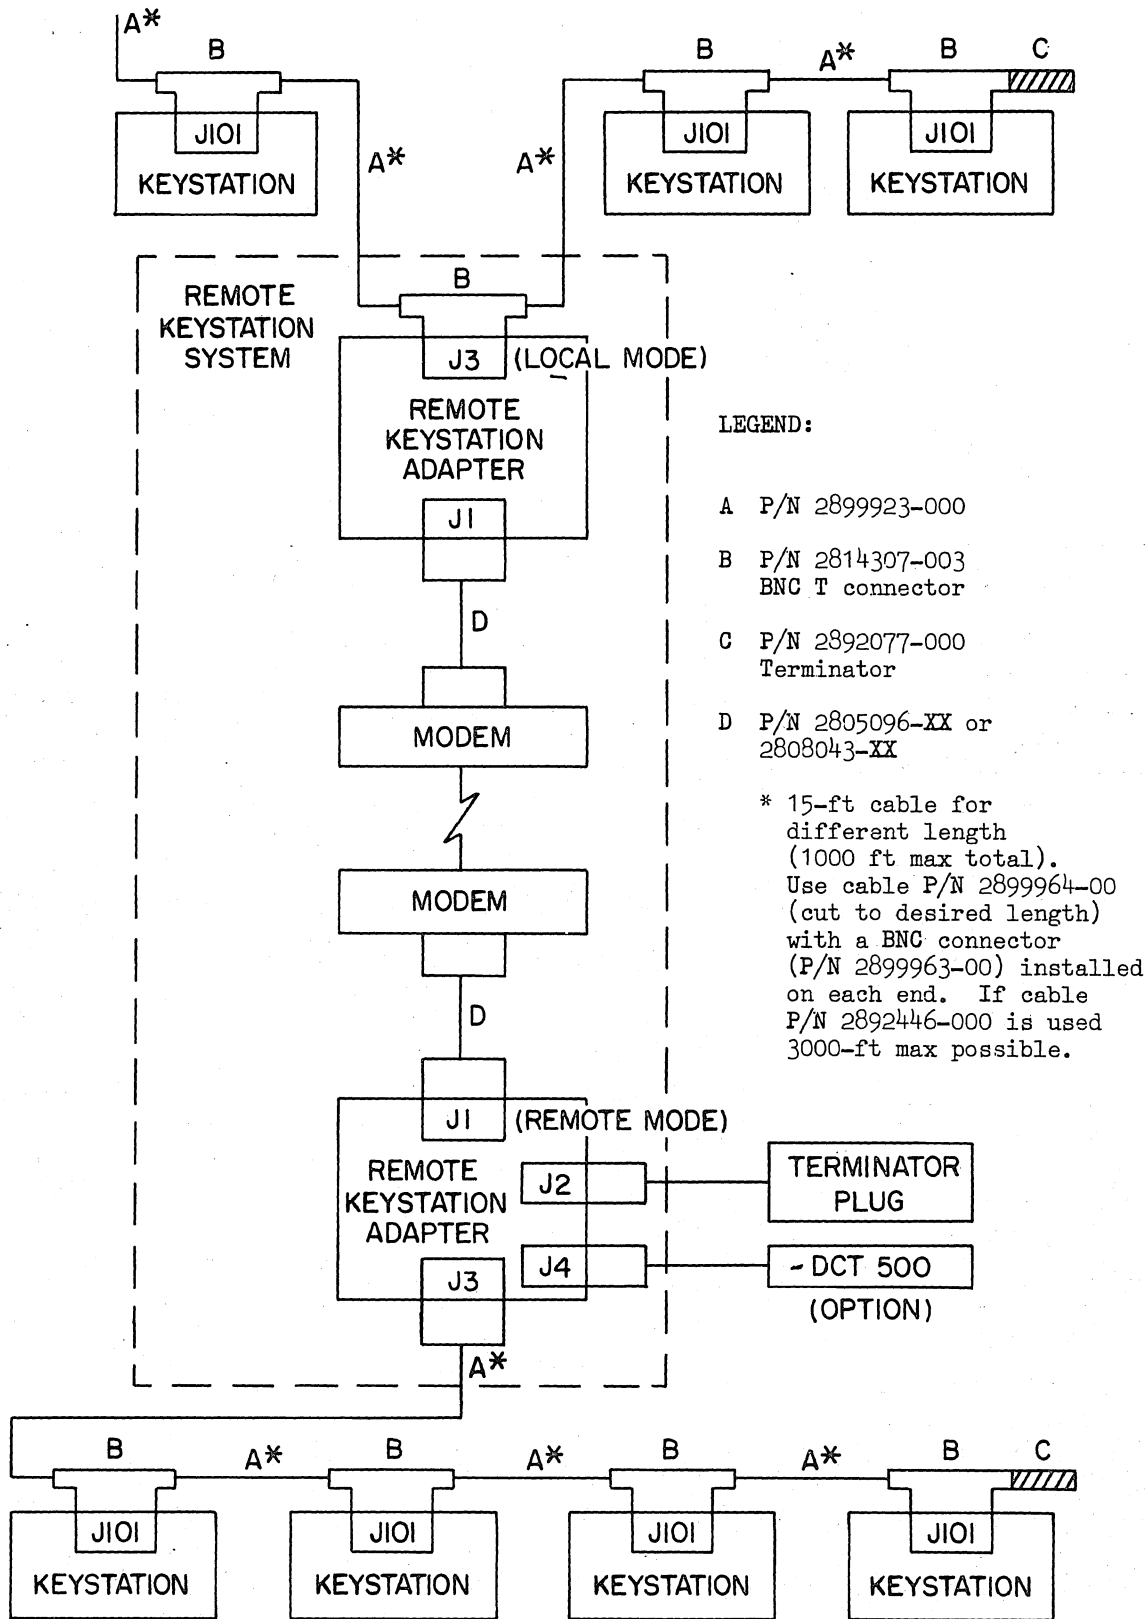 A*
B
B
A*
B
C
J101
KEYSTATION
A*
A*
J101
KEYSTATION
J101
KEYSTATION
REMOTE
KEYSTATION
SYSTEM
B
J3
(LOCAL MODE)
REMOTE
KEYSTATION
ADAPTER
J1
D
MODEM
MODEM
D
J1
(REMOTE MODE)
REMOTE
KEYSTATION
ADAPTER
J2
TERMINATOR
PLUG
J4
- DCT 500
(OPTION)
J3
A*
LEGEND:
A P/N 2899923-000
B P/N 2814307-003
BNC T connector
C P/N 2892077-000
Terminator
D P/N 2805096-XX or
2808043-XX
* 15-ft cable for
different length
(1000 ft max total).
Use cable P/N 2899964-00
(cut to desired length)
with a BNC connector
(P/N 2899963-00) installed
on each end. If cable
P/N 2892446-000 is used
3000-ft max possible.
B
A*
B
A*
B
A*
B
C
J101
KEYSTATION
J101
KEYSTATION
J101
KEYSTATION
J101
KEYSTATION